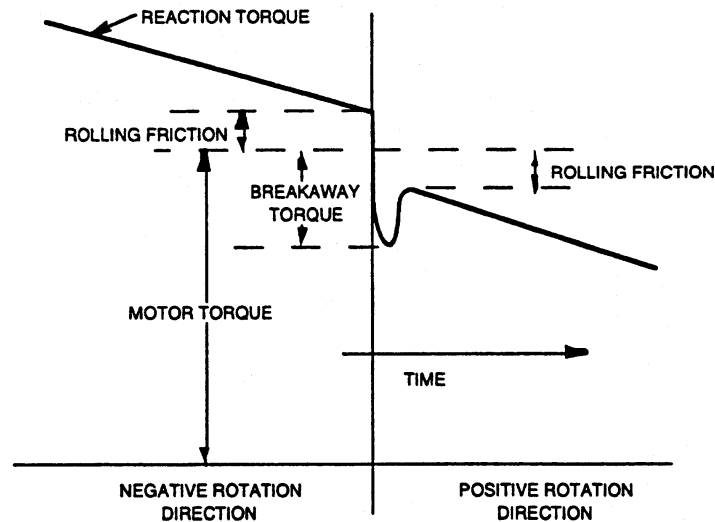 REACTION TORQUE
ROLLING FRICTION
ROLLING FRICTION
BREAKAWAY
TORQUE
MOTOR TORQUE
TIME
NEGATIVE ROTATION
DIRECTION
POSITIVE ROTATION
DIRECTION